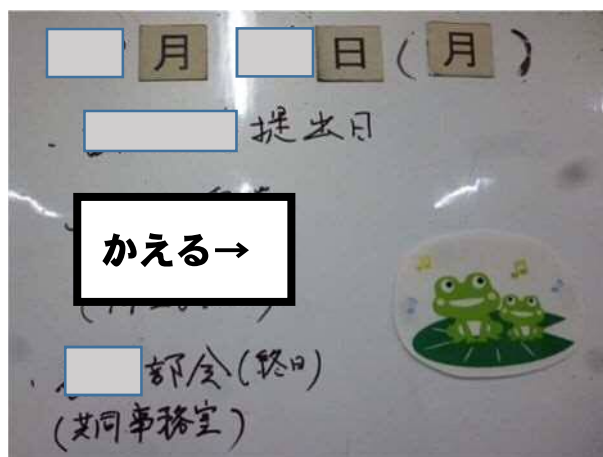 月 日 (月)
・ 提出日
かえる→
・ 部会(終日)
(共同事務室)